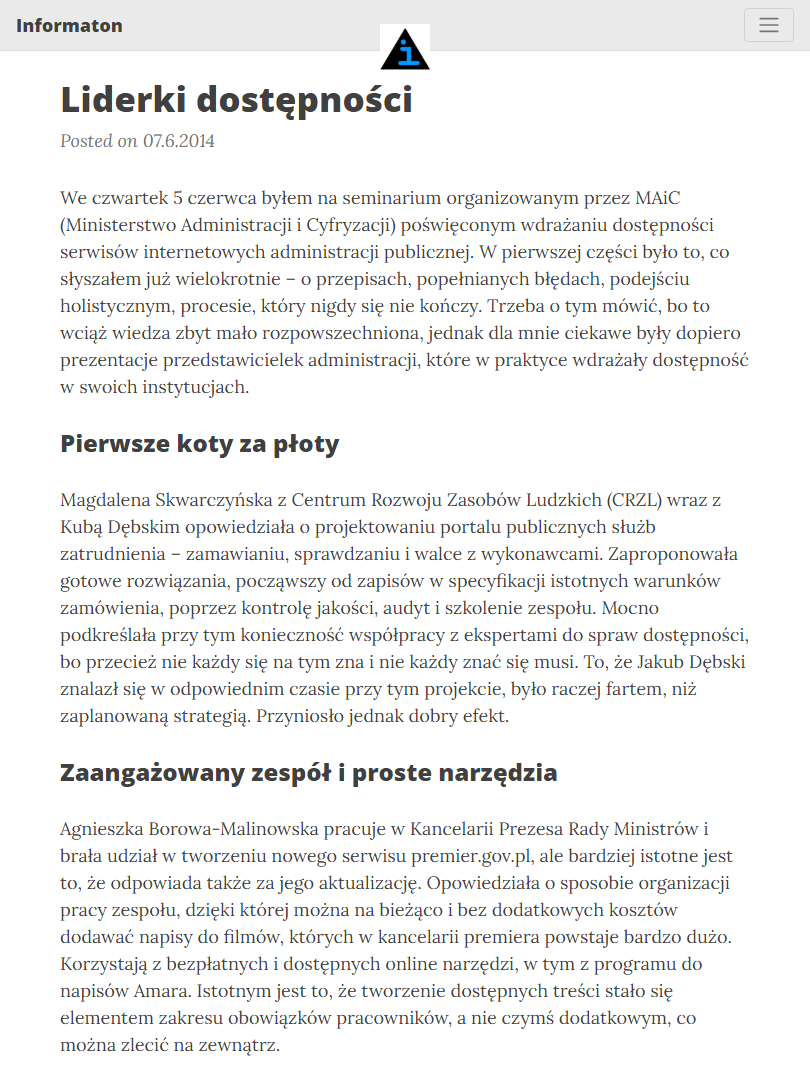 Informaton
i
Liderki dostępności
Posted on 07.6.2014
We czwartek 5 czerwca byłem na seminarium organizowanym przez MAiC
(Ministerstwo Administracji i Cyfryzacji) poświęconym wdrażaniu dostępności
serwisów internetowych administracji publicznej. W pierwszej części było to, co
słyszałem już wielokrotnie – o przepisach, popełnianych błędach, podejściu
holistycznym, procesie, który nigdy się nie kończy. Trzeba o tym mówić, bo to
wciąż wiedza zbyt mało rozpowszechniona, jednak dla mnie ciekawe były dopiero
prezentacje przedstawicielek administracji, które w praktyce wdrażały dostępność
w swoich instytucjach.
Pierwsze koty za płoty
Magdalena Skwarczyńska z Centrum Rozwoju Zasobów Ludzkich (CRZL) wraz z
Kubą Dębskim opowiedziała o projektowaniu portalu publicznych służb
zatrudnienia – zamawianiu, sprawdzaniu i walce z wykonawcami. Zaproponowała
gotowe rozwiązania, począwszy od zapisów w specyfikacji istotnych warunków
zamówienia, poprzez kontrolę jakości, audyt i szkolenie zespołu. Mocno
podkreślała przy tym konieczność współpracy z ekspertami do spraw dostępności,
bo przecież nie każdy się na tym zna i nie każdy znać się musi. To, że Jakub Dębski
znalazł się w odpowiednim czasie przy tym projekcie, było raczej fartem, niż
zaplanowaną strategią. Przyniosło jednak dobry efekt.
Zaangażowany zespół i proste narzędzia
Agnieszka Borowa-Malinowska pracuje w Kancelarii Prezesa Rady Ministrów i
brała udział w tworzeniu nowego serwisu premier.gov.pl, ale bardziej istotne jest
to, że odpowiada także za jego aktualizację. Opowiedziała o sposobie organizacji
pracy zespołu, dzięki której można na bieżąco i bez dodatkowych kosztów
dodawać napisy do filmów, których w kancelarii premiera powstaje bardzo dużo.
Korzystają z bezpłatnych i dostępnych online narzędzi, w tym z programu do
napisów Amara. Istotnym jest to, że tworzenie dostępnych treści stało się
elementem zakresu obowiązków pracowników, a nie czymś dodatkowym, co
można zlecić na zewnątrz.